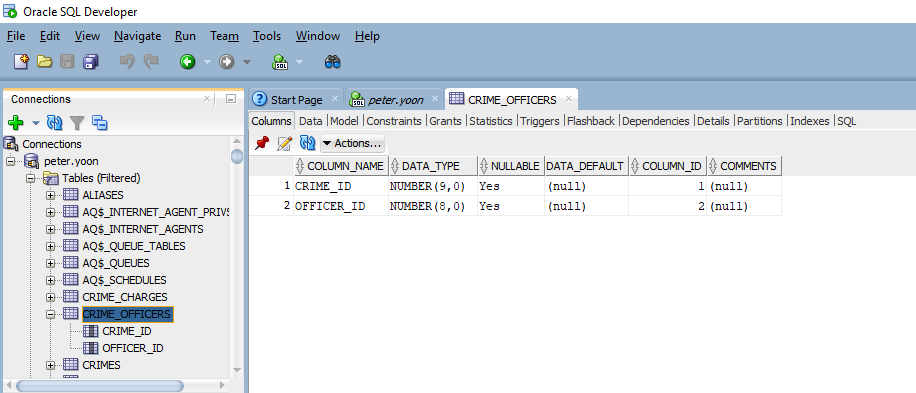 Oracle SQL Developer
File Edit View Navigate Run Team Tools Window Help
SQL
Connections
Start Page
SQL peter.yoon
CRIME_OFFICERS
Columns Data Model Constraints Grants Statistics Triggers Flashback Dependencies Details Partitions Indexes SQL
Actions...
COLUMN_NAME DATA_TYPE NULLABLE DATA_DEFAULT COLUMN_ID COMMENTS
1 CRIME_ID NUMBER(9,0) Yes (null) 1 (null)
2 OFFICER_ID NUMBER(8,0) Yes (null) 2 (null)
Connections
peter.yoon
Tables (Filtered)
ALIASES
AQ$_INTERNET_AGENT_PRIVS
AQ$_INTERNET_AGENTS
AQ$_QUEUE_TABLES
AQ$_QUEUES
AQ$_SCHEDULES
CRIME_CHARGES
CRIME_OFFICERS
CRIME_ID
OFFICER_ID
CRIMES